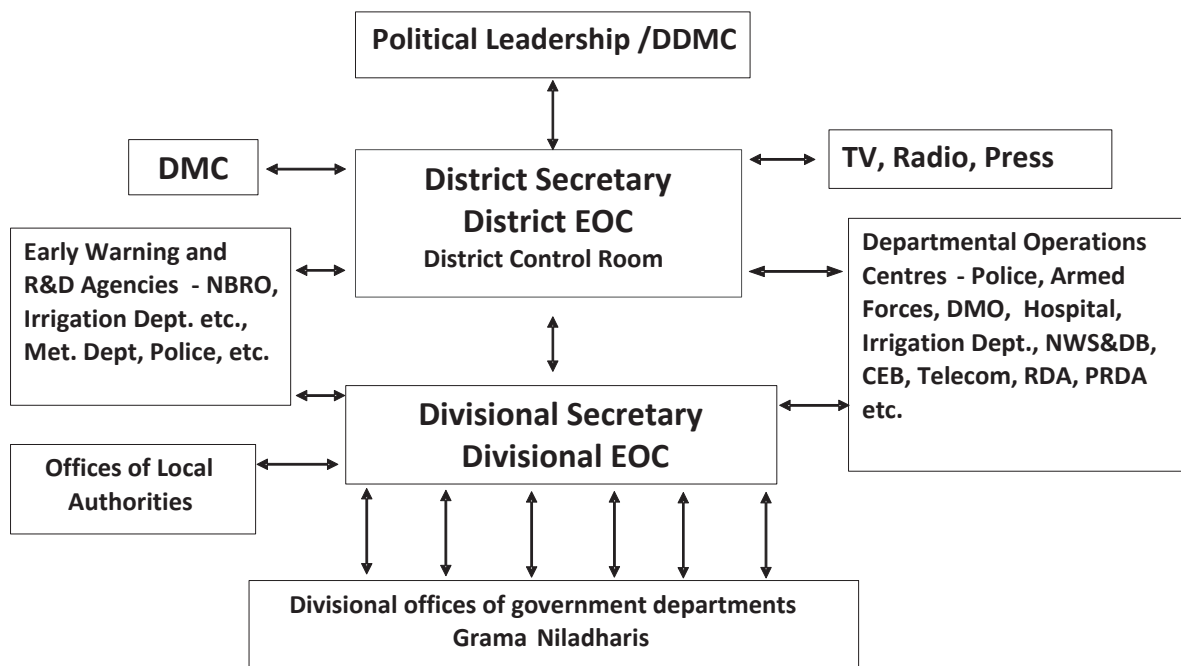 Political Leadership /DDMC
DMC
District Secretary
District EOC
District Control Room
TV, Radio, Press
Early Warning and
R&D Agencies - NBRO,
Irrigation Dept. etc.,
Met. Dept, Police, etc.
Departmental Operations
Centres - Police, Armed
Forces, DMO, Hospital,
Irrigation Dept., NWS&DB,
CEB, Telecom, RDA, PRDA
etc.
Divisional Secretary
Divisional EOC
Offices of Local
Authorities
Divisional offices of government departments
Grama Niladharis